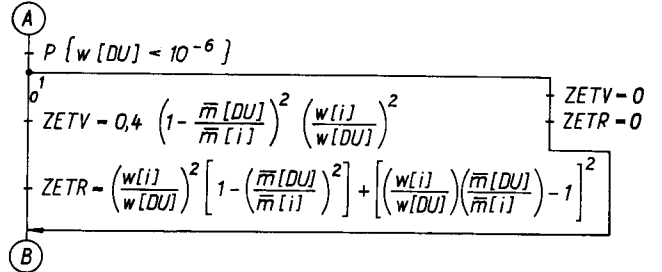 A
P {w [DU] < 10⁻⁶}
1
0
ZETV = 0
ZETR = 0
ZETV = 0,4 (1 - m̅[DU] / m̅[i])² (w[i] / w[DU])²
ZETR = (w[i] / w[DU])² [1 - (m̅[DU] / m̅[i])²] + [(w[i] / w[DU]) (m̅[DU] / m̅[i]) - 1]²
B